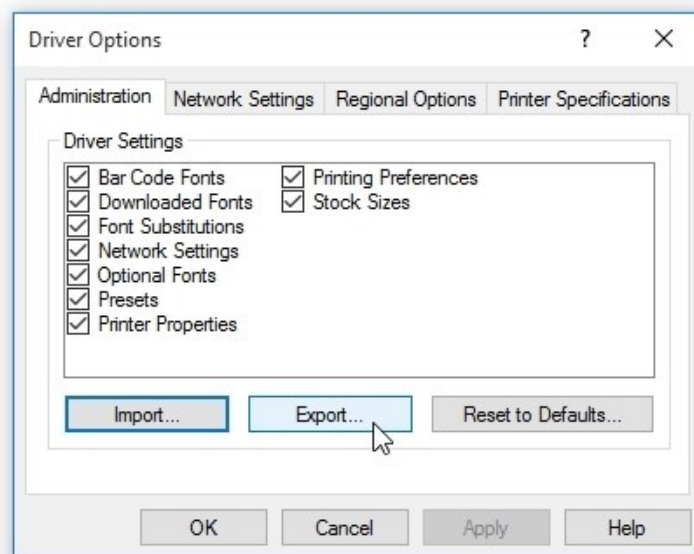 Driver Options
?
Administration
Network Settings
Regional Options
Printer Specifications
Driver Settings
Bar Code Fonts
Downloaded Fonts
Font Substitutions
Network Settings
Optional Fonts
Presets
Printer Properties
Printing Preferences
Stock Sizes
Import...
Export...
Reset to Defaults...
OK
Cancel
Apply
Help